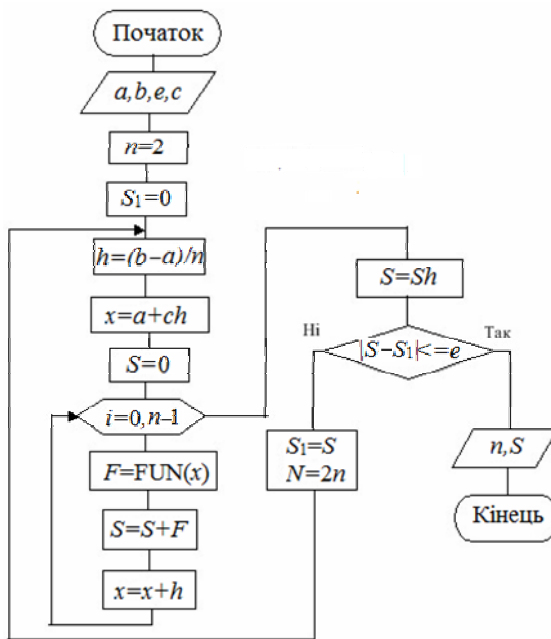 Початок
a,b,e,c
n=2
S₁=0
h=(b–a)/n
x=a+ch
S=0
i=0,n–1
F=FUN(x)
S=S+F
x=x+h
S=Sh
Ні
Так
|S–S₁|<=e
S₁=S
N=2n
n,S
Кінець